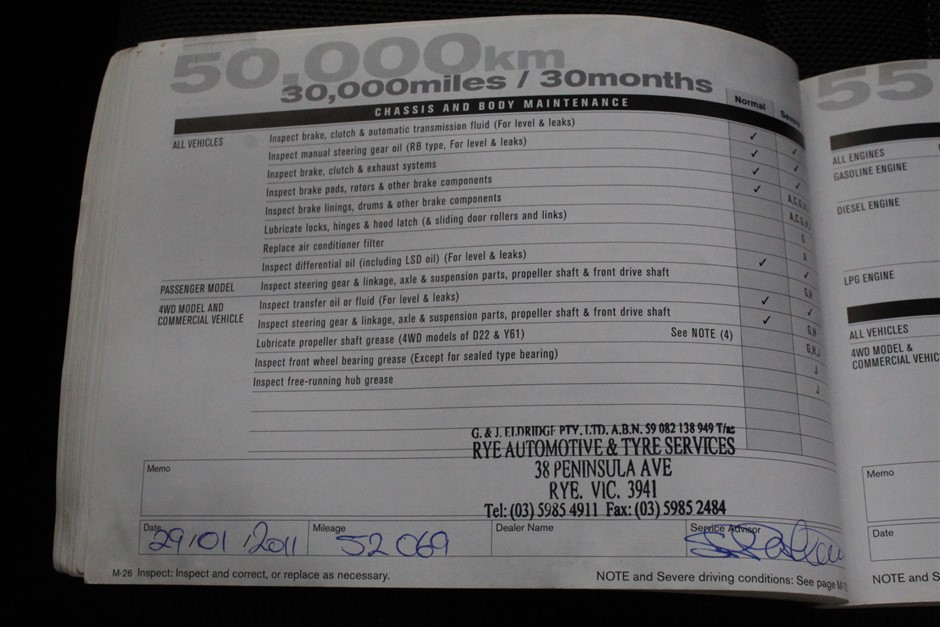 50,000km
30,000miles / 30months
CHASSIS AND BODY MAINTENANCE Normal
ALL VEHICLES Inspect brake, clutch & automatic transmission fluid (For level & leaks) ✓ ✓
Inspect manual steering gear oil (RB type, For level & leaks) ✓ ✓
Inspect brake, clutch & exhaust systems ✓ ✓
Inspect brake pads, rotors & other brake components ✓
Inspect brake linings, drums & other brake components
Lubricate locks, hinges & hood latch (& sliding door rollers and links) G
Replace air conditioner filter G
Inspect differential oil (including LSD oil) (For level & leaks) ✓ ✓
PASSENGER MODEL Inspect steering gear & linkage, axle & suspension parts, propeller shaft & front drive shaft G,H
4WD MODEL AND
COMMERCIAL VEHICLE
Inspect transfer oil or fluid (For level & leaks) ✓ ✓
Inspect steering gear & linkage, axle & suspension parts, propeller shaft & front drive shaft ✓ G,H
Lubricate propeller shaft grease (4WD models of D22 & Y61) See NOTE (4) G,H,J
Inspect front wheel bearing grease (Except for sealed type bearing) J
Inspect free-running hub grease J
G. & J. ELDRIDGE PTY. LTD. A.B.N. 59 082 138 949 T/as
RYE AUTOMOTIVE & TYRE SERVICES
38 PENINSULA AVE
RYE. VIC. 3941
Tel: (03) 5985 4911 Fax: (03) 5985 2484
Memo
Date 29/01/2011 Mileage 52069 Dealer Name Service Advisor
M-26 Inspect: Inspect and correct, or replace as necessary. NOTE and Severe driving conditions: See page
55
ALL ENGINES
GASOLINE ENGINE
DIESEL ENGINE
LPG ENGINE
ALL VEHICLES
4WD MODEL &
COMMERCIAL VEHICL
Memo
Date
NOTE and S